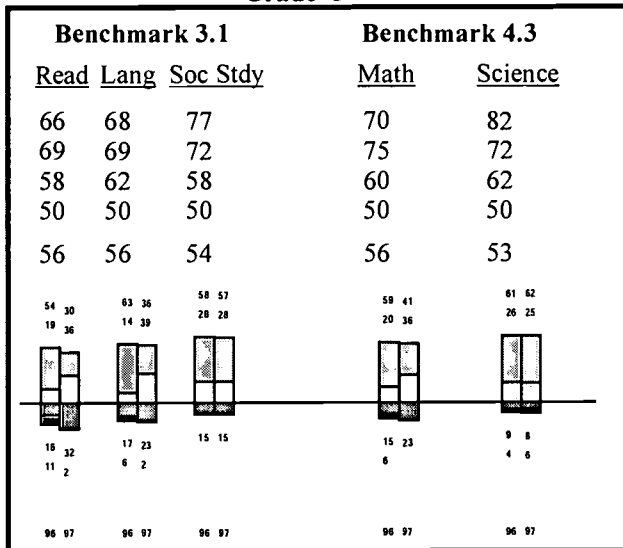 Benchmark 3.1 Benchmark 4.3
Read Lang Soc Stdy Math Science
66 68 77 70 82
69 69 72 75 72
58 62 58 60 62
50 50 50 50 50
56 56 54 56 53
54 30 63 36 58 57 59 41 61 62
19 36 14 39 28 28 20 36 26 25
16 32 17 23 15 15 15 23 9 8
11 2 6 2 6 4 6
96 97 96 97 96 97 96 97 96 97